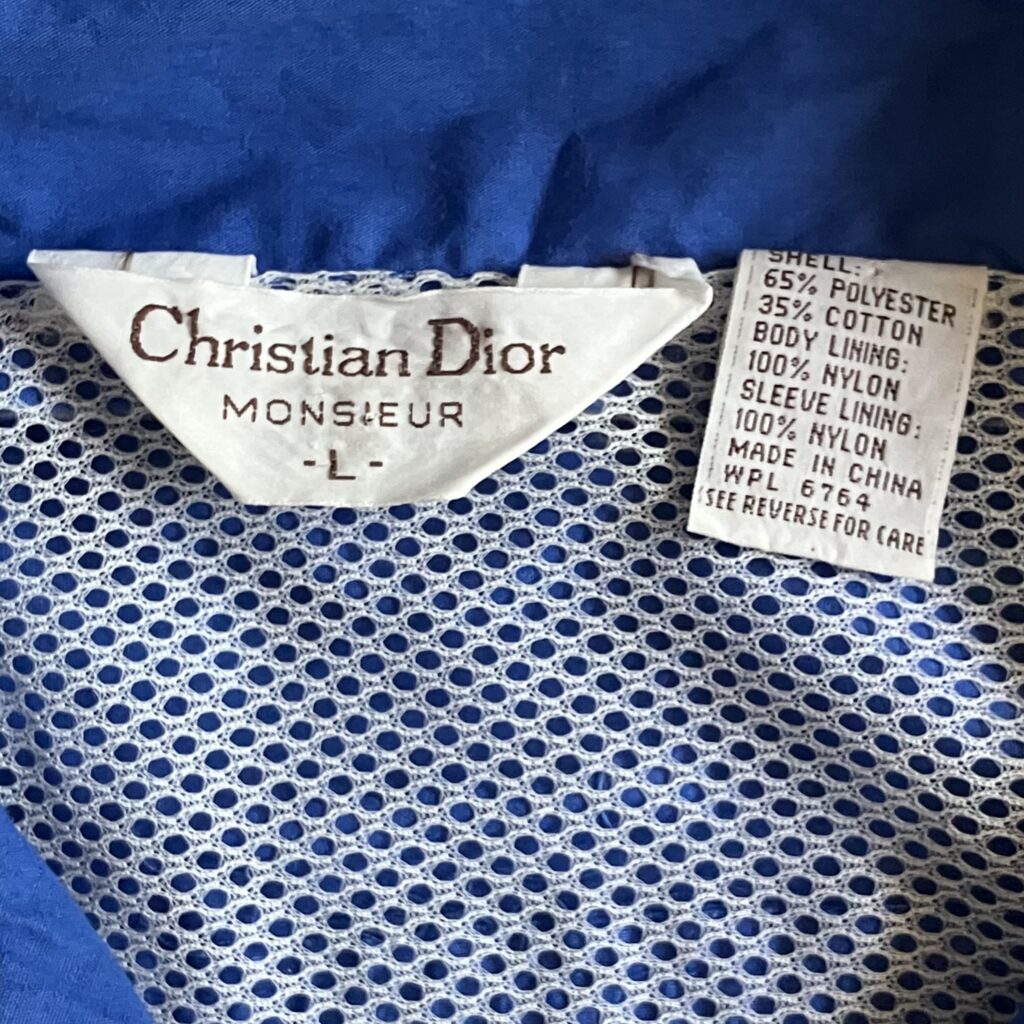 Christian Dior
MONSIEUR
-L-
SHELL:
65% POLYESTER
35% COTTON
BODY LINING:
100% NYLON
SLEEVE LINING:
100% NYLON
MADE IN CHINA
WPL 6764
SEE REVERSE FOR CARE